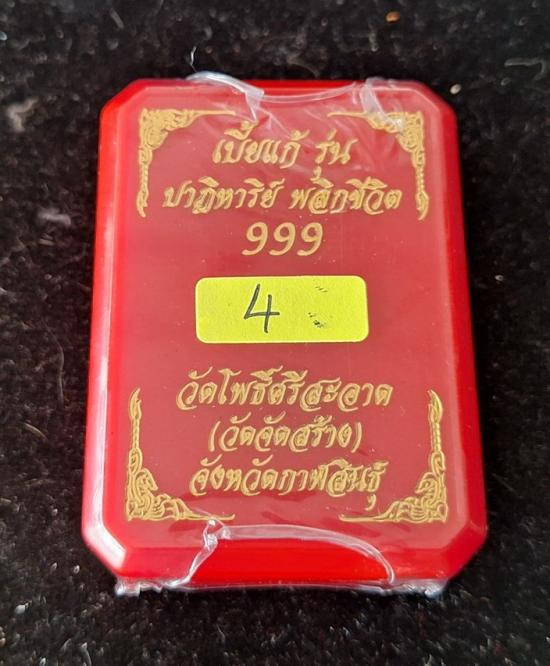 เบี้ยแก้ รุ่น
ปาฏิหาริย์ พลิกชีวิต
999
4
วัดโพธิ์ศรีสะอาด
(วัดจัดสร้าง)
จังหวัดกาฬสินธุ์